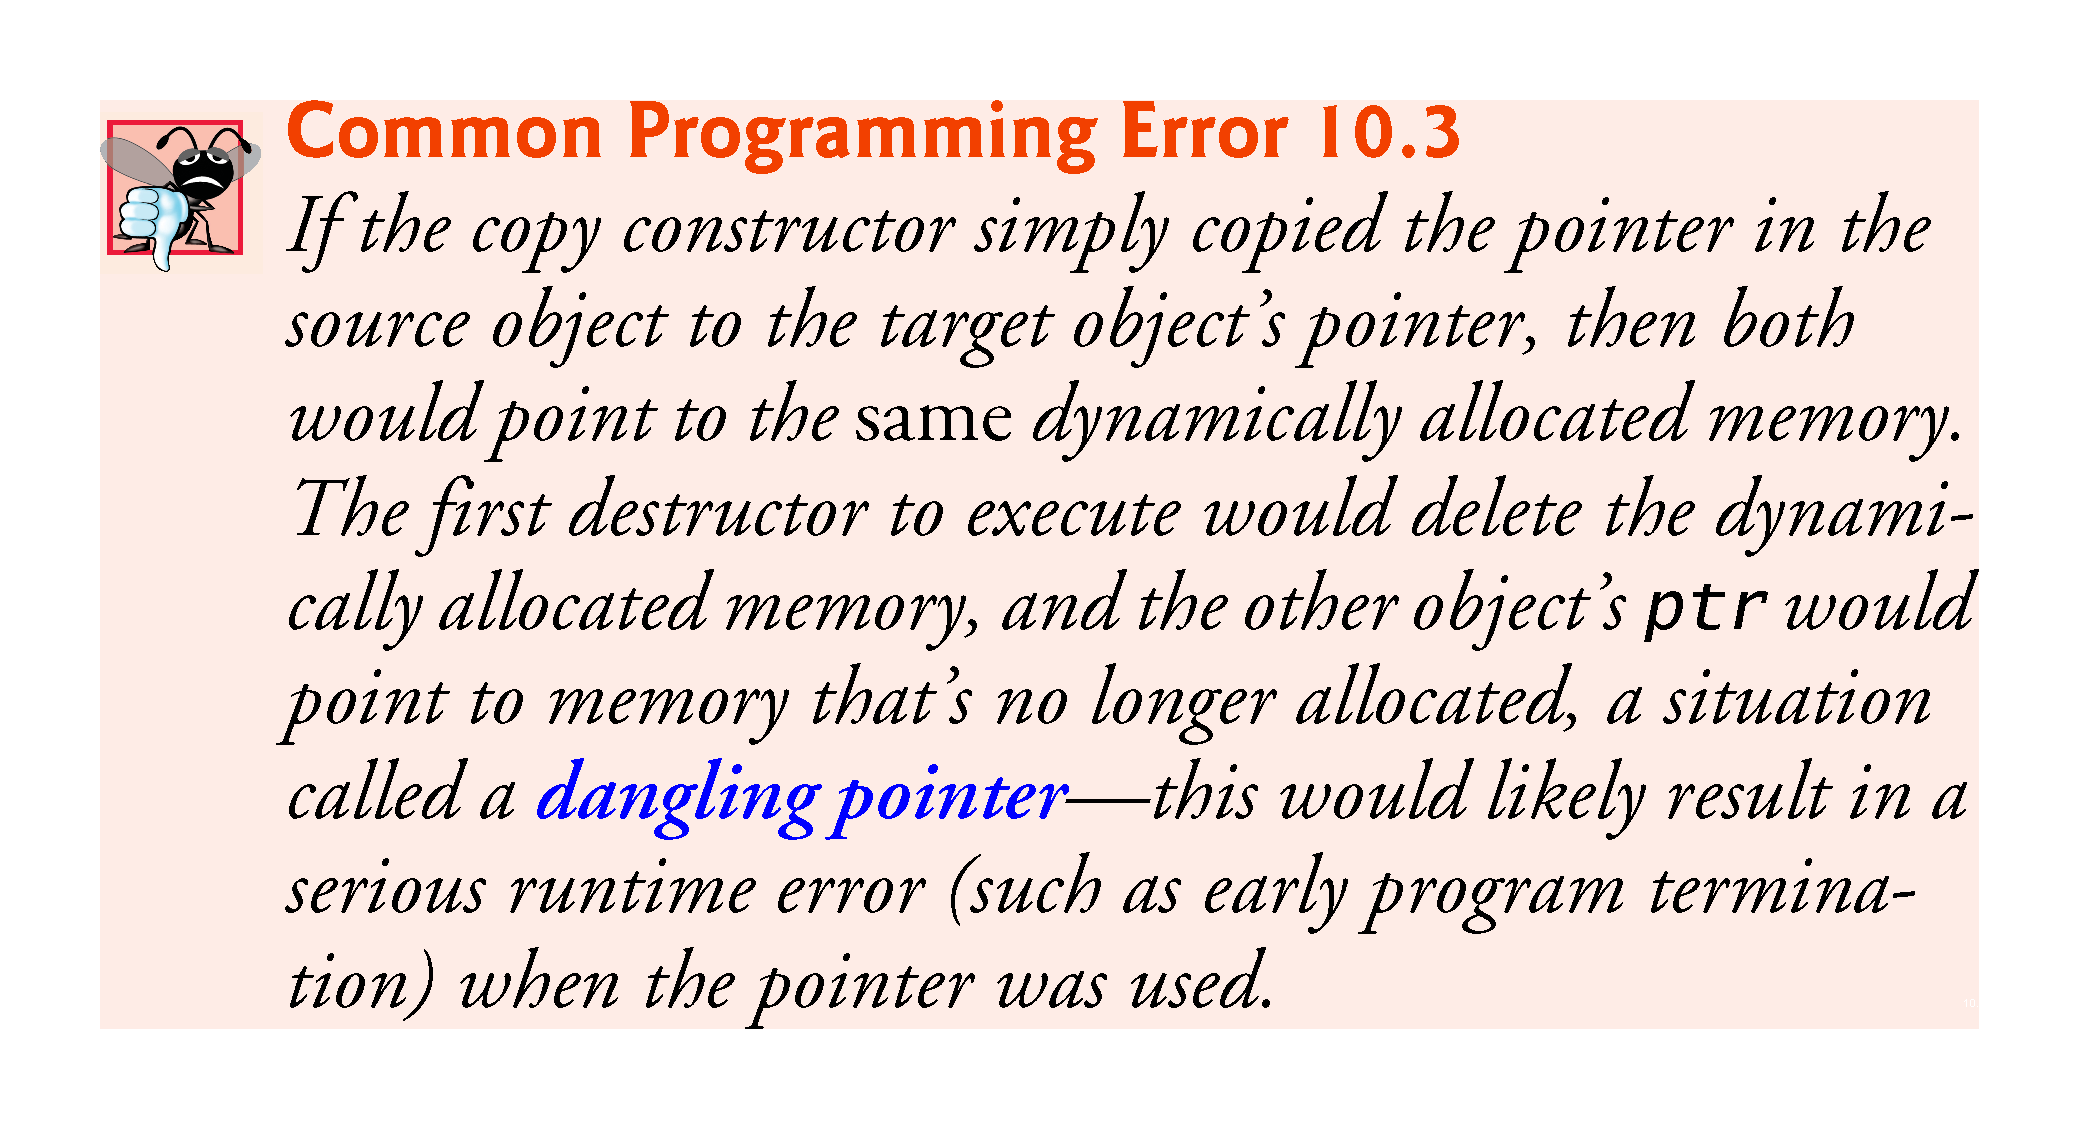 Common Programming Error 10.3
If the copy constructor simply copied the pointer in the
source object to the target object’s pointer, then both
would point to the same dynamically allocated memory.
The first destructor to execute would delete the dynami-
cally allocated memory, and the other object’s ptr would
point to memory that’s no longer allocated, a situation
called a dangling pointer—this would likely result in a
serious runtime error (such as early program termina-
tion) when the pointer was used.